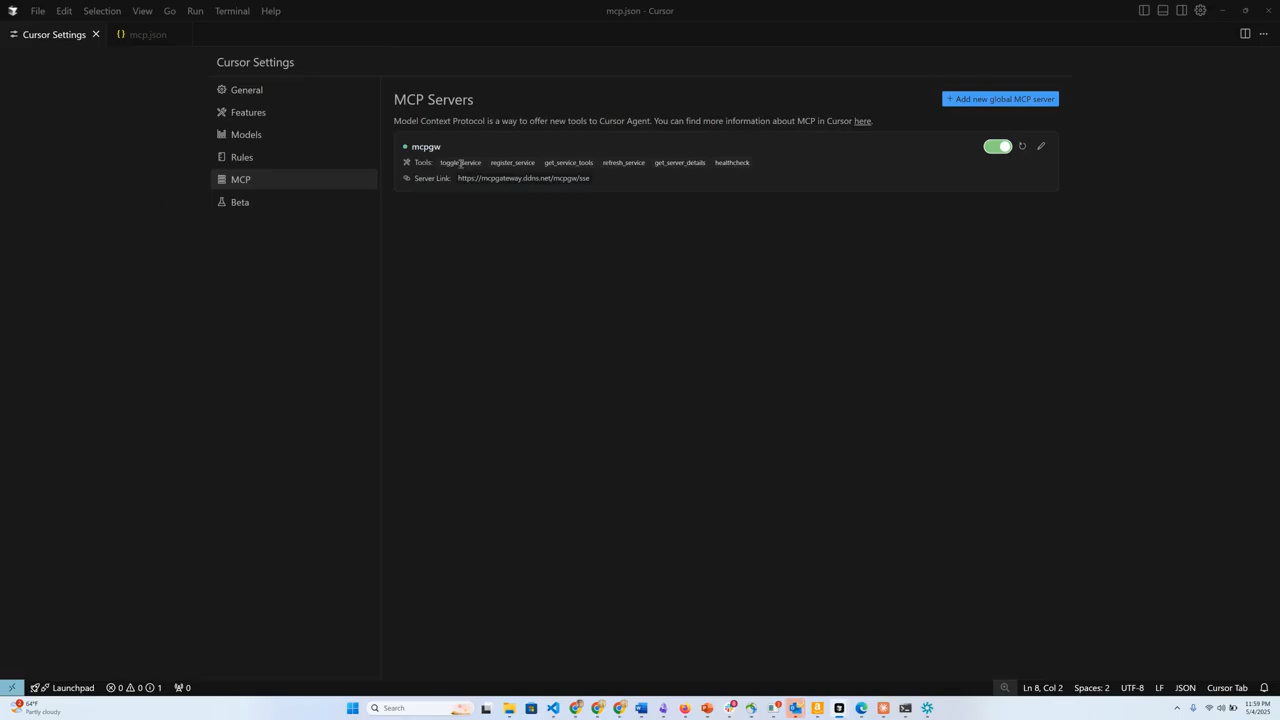 File Edit Selection View Go Run Terminal Help mcp.json - Cursor
Cursor Settings {} mcp.json
Cursor Settings
General
Features
Models
Rules
MCP
Beta
MCP Servers
+ Add new global MCP server
Model Context Protocol is a way to offer new tools to Cursor Agent. You can find more information about MCP in Cursor here.
mcpgw
Tools: toggle_service register_service get_service_tools refresh_service get_server_details healthcheck
Server Link: https://mcpgateway.ddns.net/mcpgw/sse
Launchpad 0 0 1 0 Ln 8, Col 2 Spaces: 2 UTF-8 LF JSON Cursor Tab
64°F
Partly cloudy
Search
11:59 PM
5/4/2025